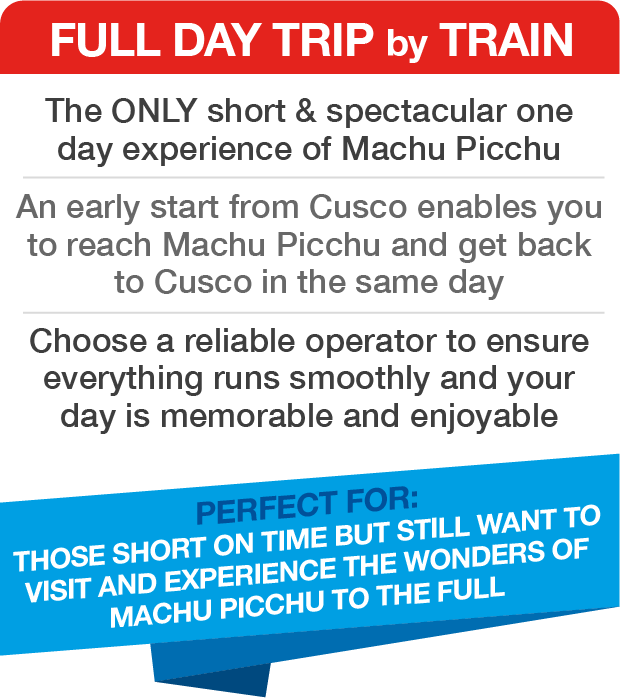 FULL DAY TRIP by TRAIN
The ONLY short & spectacular one
day experience of Machu Picchu
An early start from Cusco enables you
to reach Machu Picchu and get back
to Cusco in the same day
Choose a reliable operator to ensure
everything runs smoothly and your
day is memorable and enjoyable
PERFECT FOR:
THOSE SHORT ON TIME BUT STILL WANT TO
VISIT AND EXPERIENCE THE WONDERS OF
MACHU PICCHU TO THE FULL